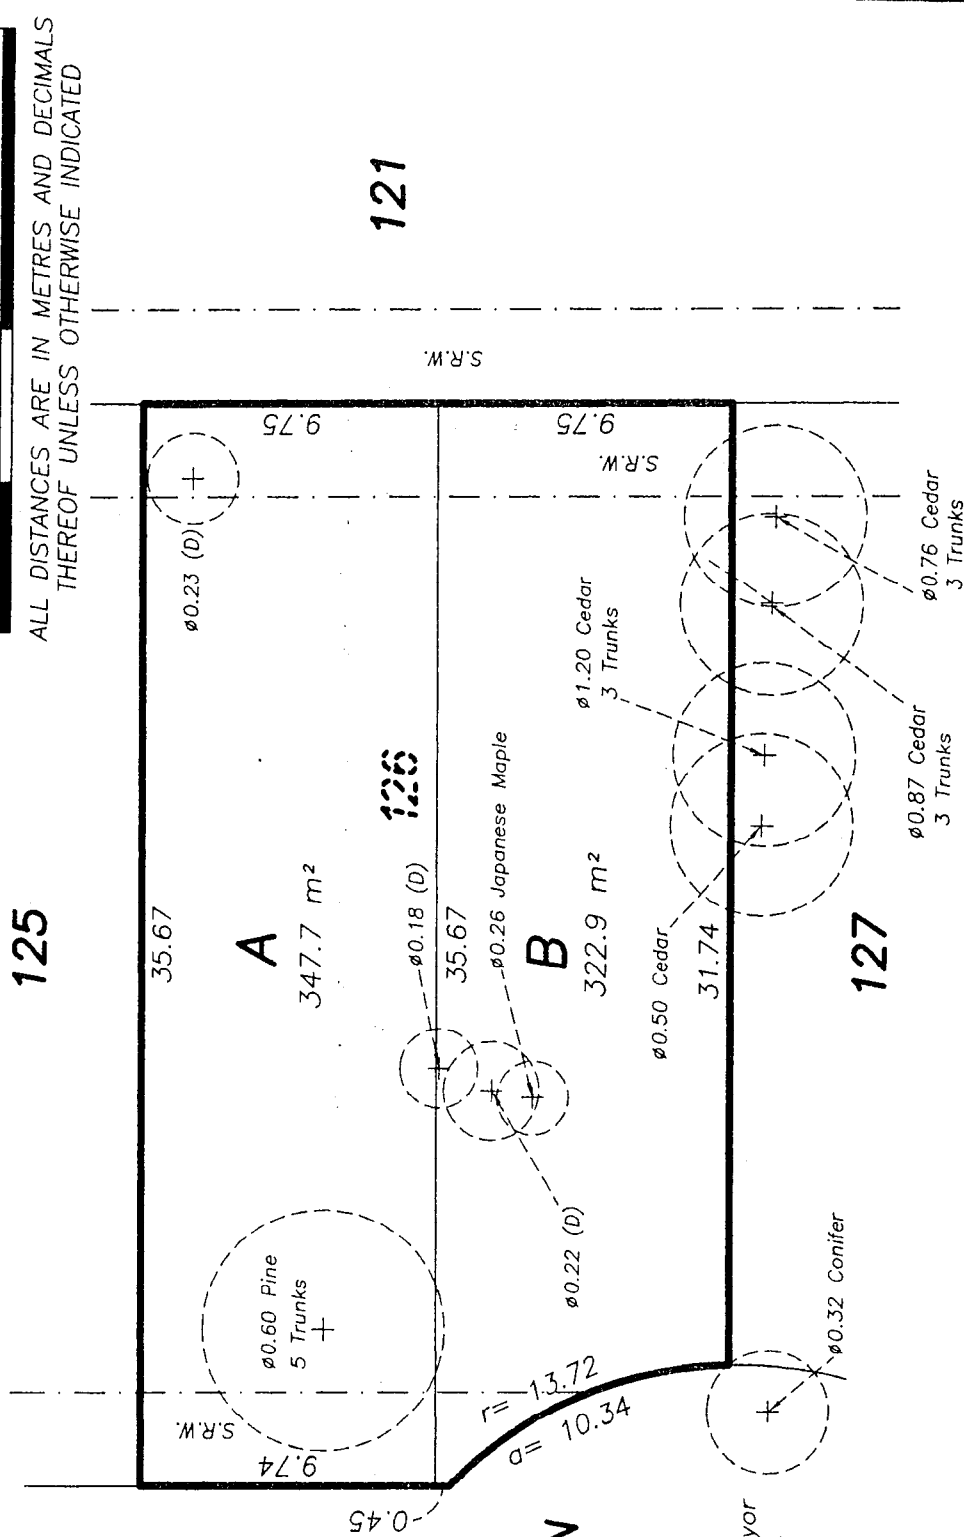 ALL DISTANCES ARE IN METRES AND DECIMALS
THEREOF UNLESS OTHERWISE INDICATED
121
S.R.W.
9.75
9.75
S.R.W.
ø0.23 (D)
ø0.76 Cedar
3 Trunks
ø1.20 Cedar
3 Trunks
ø0.87 Cedar
3 Trunks
126
ø0.26 Japanese Maple
ø0.18 (D)
125
35.67
A
347.7 m²
35.67
B
322.9 m²
31.74
127
ø0.50 Cedar
ø0.22 (D)
ø0.60 Pine
5 Trunks
ø0.32 Conifer
r= 13.72
a= 10.34
S.R.W.
9.74
0.45
yor